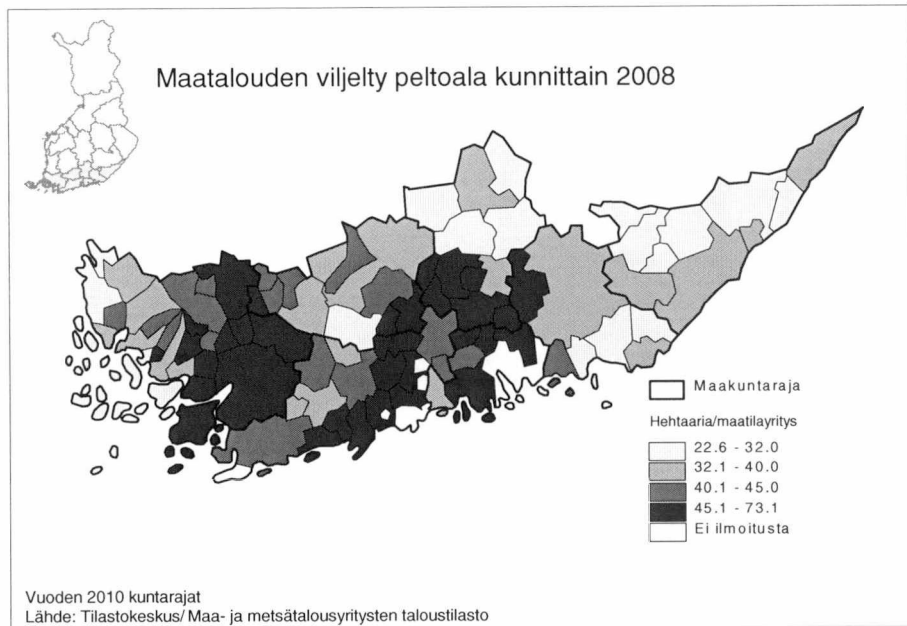 Maatalouden viljelty peltoala kunnittain 2008
Maakuntaraja
Hehtaaria/maatilayritys
22.6 - 32.0
32.1 - 40.0
40.1 - 45.0
45.1 - 73.1
Ei ilmoitusta
Vuoden 2010 kuntarajat
Lähde: Tilastokeskus/ Maa- ja metsätalousyritysten taloustilasto